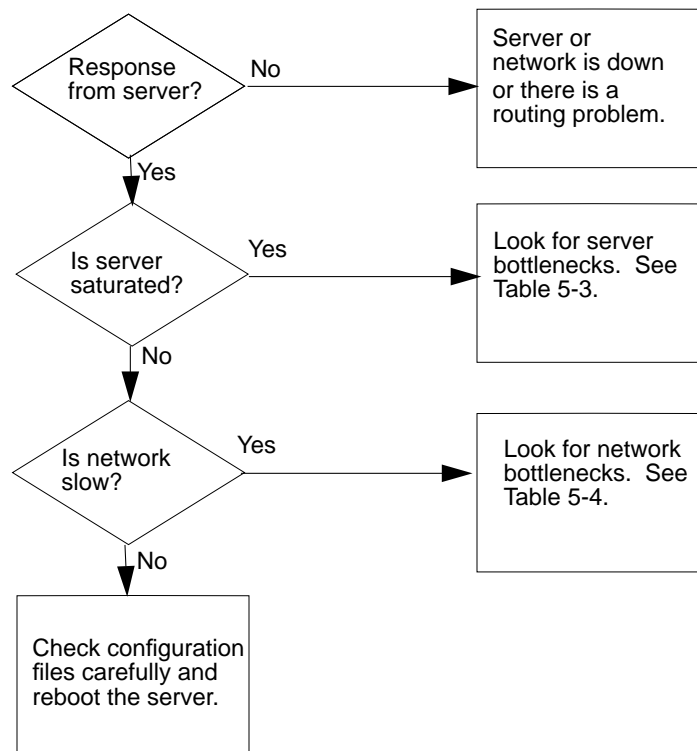 Response
from server?
No
Server or
network is down
or there is a
routing problem.
Yes
Is server
saturated?
Yes
Look for server
bottlenecks.  See
Table 5-3.
No
Is network
slow?
Yes
Look for network
bottlenecks.  See
Table 5-4.
No
Check configuration
files carefully and
reboot the server.